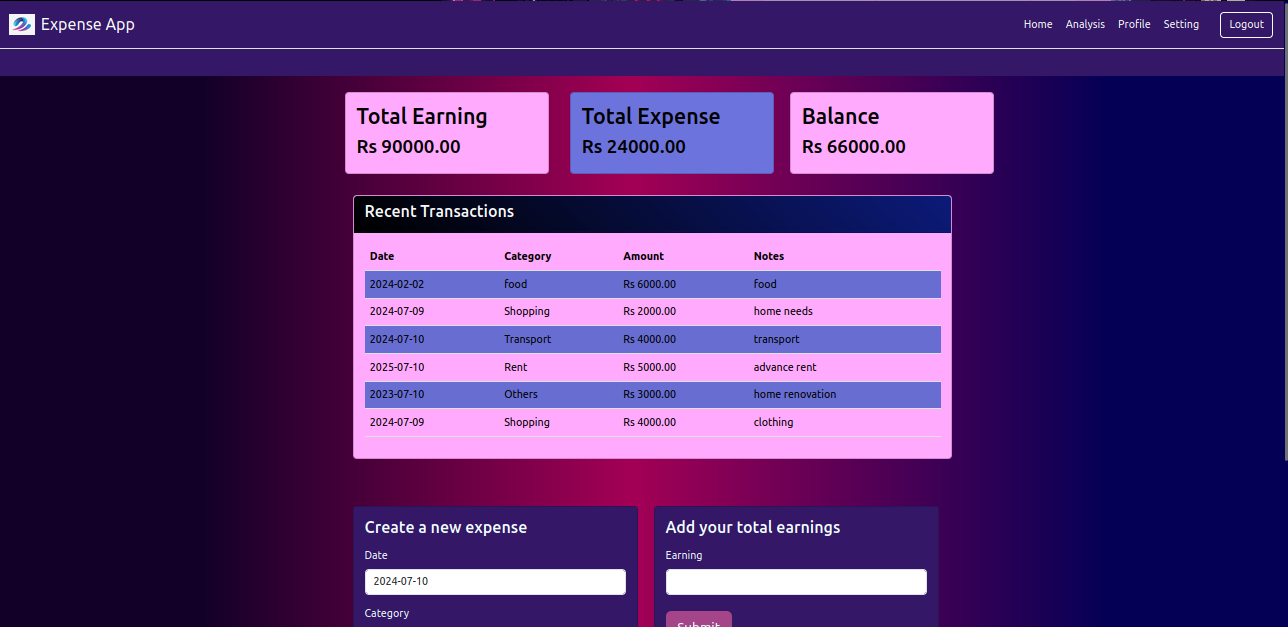 Expense App Home Analysis Profile Setting Logout
Total Earning Total Expense Balance
Rs 90000.00 Rs 24000.00 Rs 66000.00
Recent Transactions
Date Category Amount Notes
2024-02-02 food Rs 6000.00 food
2024-07-09 Shopping Rs 2000.00 home needs
2024-07-10 Transport Rs 4000.00 transport
2025-07-10 Rent Rs 5000.00 advance rent
2023-07-10 Others Rs 3000.00 home renovation
2024-07-09 Shopping Rs 4000.00 clothing
Create a new expense Add your total earnings
Date Earning
2024-07-10
Category
Submit